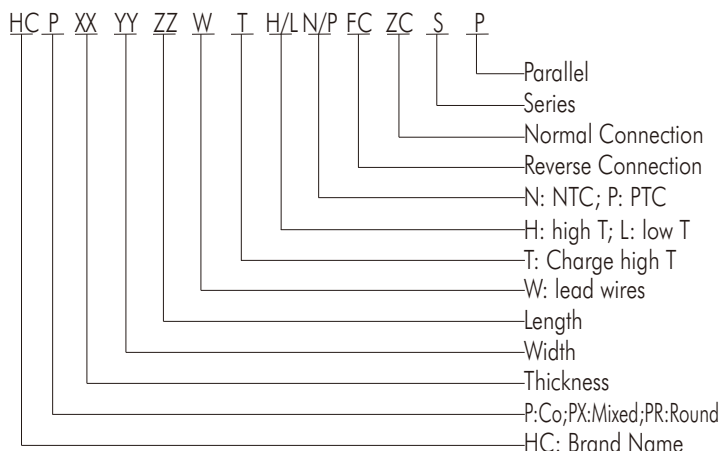 HC P XX YY ZZ W T H/L N/P FC ZC S P
Parallel
Series
Normal Connection
Reverse Connection
N: NTC; P: PTC
H: high T; L: low T
T: Charge high T
W: lead wires
Length
Width
Thickness
P:Co;PX:Mixed;PR:Round
HC: Brand Name